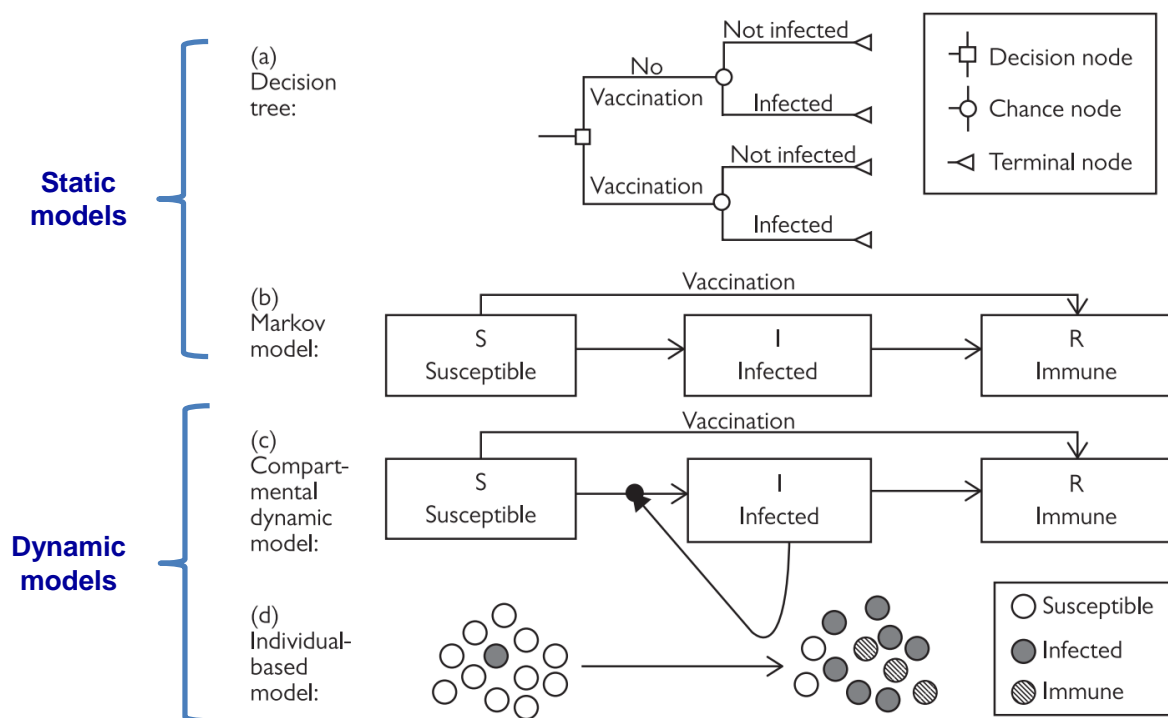 Static
models
(a)
Decision
tree:
No
Vaccination
Not infected
Infected
Vaccination
Not infected
Infected
Decision node
Chance node
Terminal node
(b)
Markov
model:
Vaccination
S
Susceptible
I
Infected
R
Immune
Dynamic
models
(c)
Compart-
mental
dynamic
model:
Vaccination
S
Susceptible
I
Infected
R
Immune
(d)
Individual-
based
model:
Susceptible
Infected
Immune